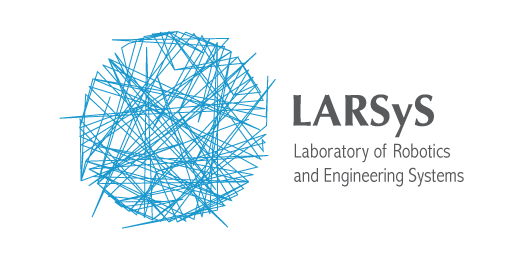 LARSyS
Laboratory of Robotics
and Engineering Systems